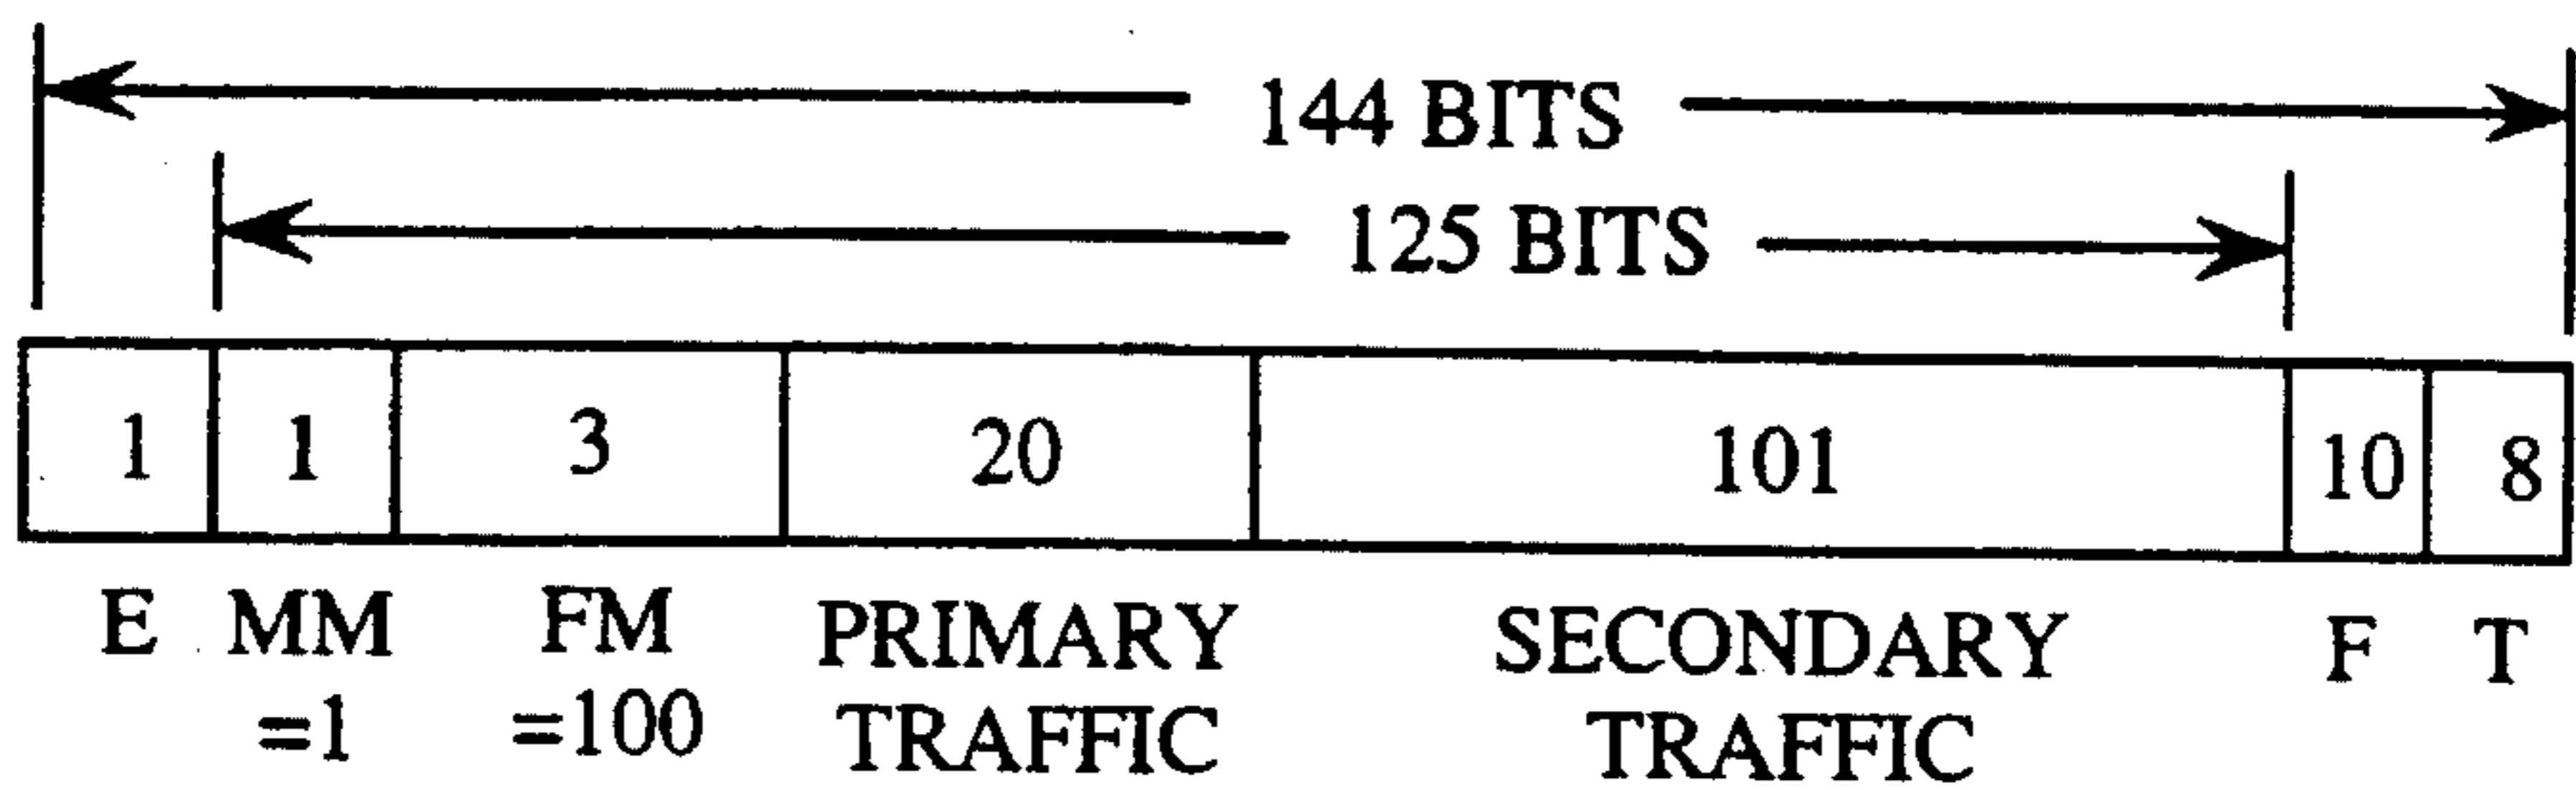 144 BITS
125 BITS
1 1 3 20 101 10 8
E MM FM PRIMARY SECONDARY F T
=1 =100 TRAFFIC TRAFFIC